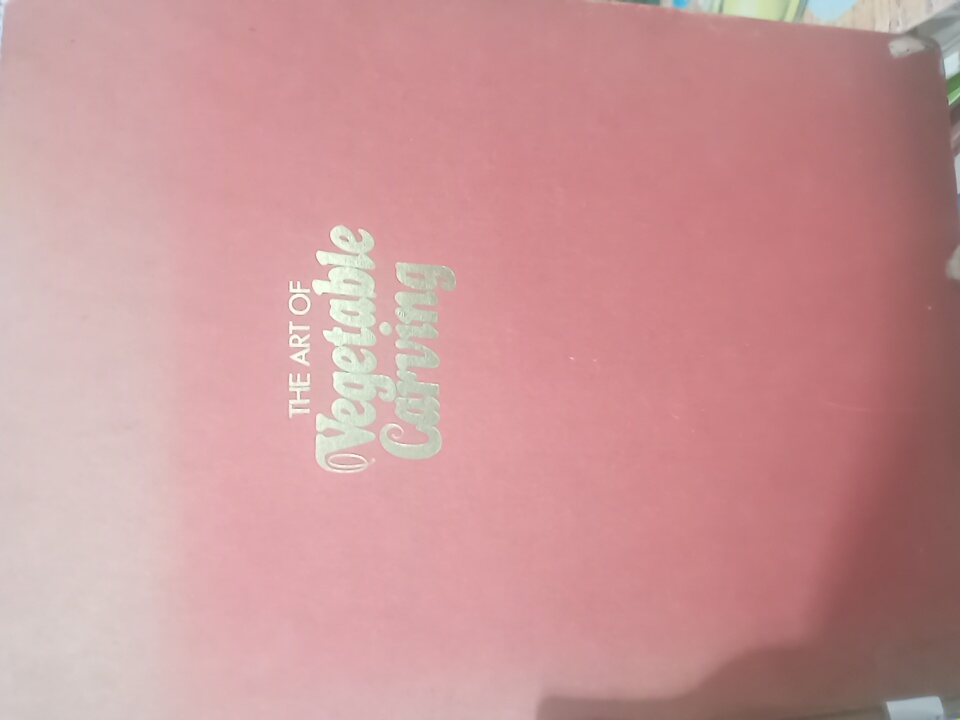 THE ART OF
Vegetable
Carving